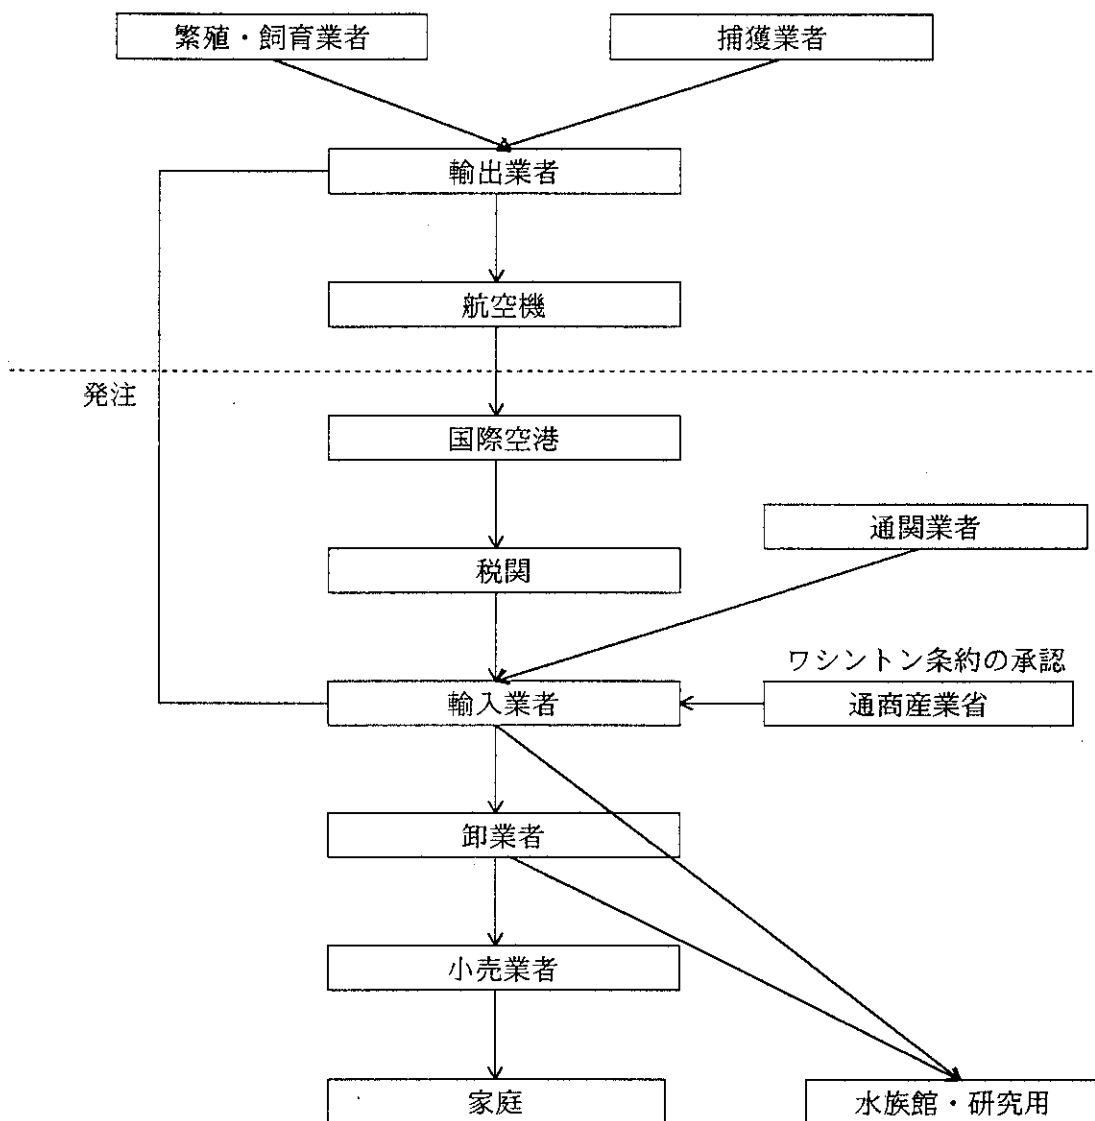 繁殖・飼育業者
捕獲業者
輸出業者
航空機
発注
国際空港
通関業者
税関
ワシントン条約の承認
輸入業者
通商産業省
卸業者
小売業者
家庭
水族館・研究用